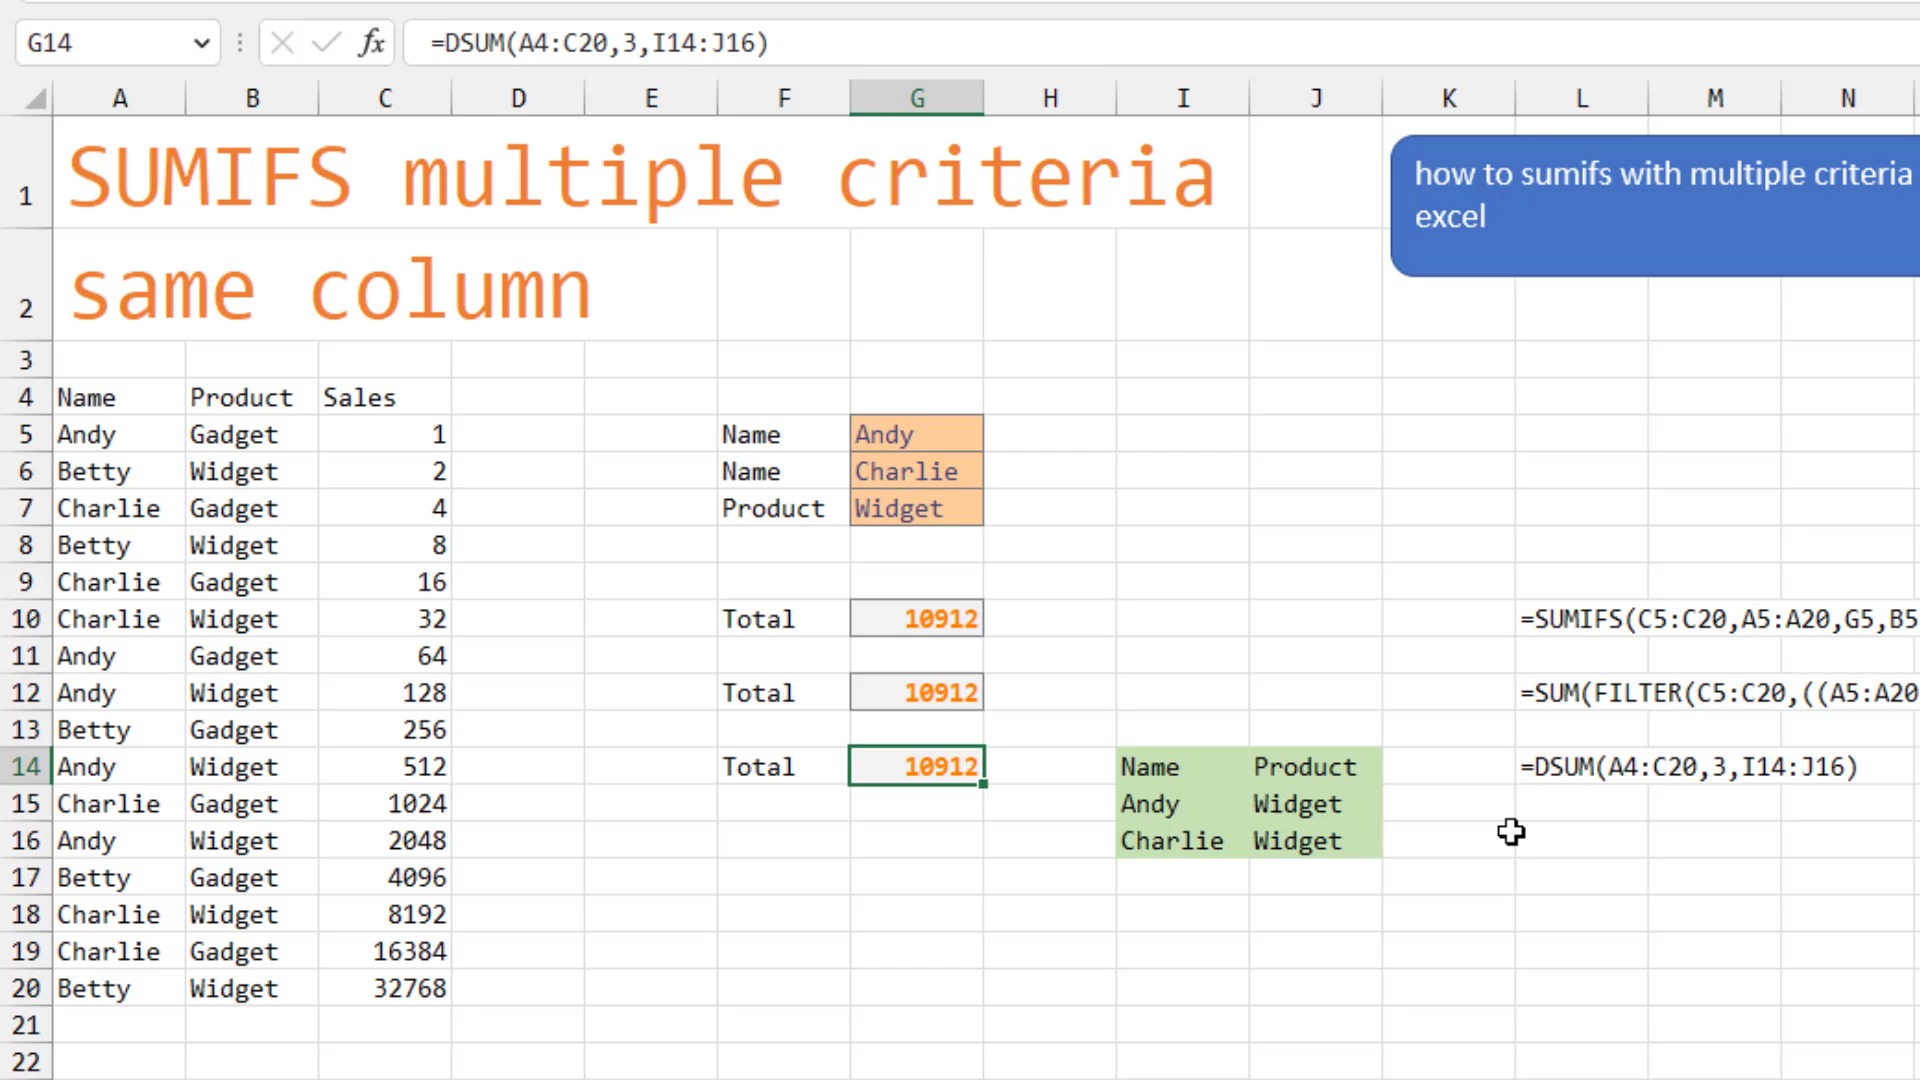 G14 fx =DSUM(A4:C20,3,I14:J16)
A B C D E F G H I J K L M N
1 SUMIFS multiple criteria
how to sumifs with multiple criteria
excel
2 same column
3
4 Name Product Sales
5 Andy Gadget 1 Name Andy
6 Betty Widget 2 Name Charlie
7 Charlie Gadget 4 Product Widget
8 Betty Widget 8
9 Charlie Gadget 16
10 Charlie Widget 32 Total 10912 =SUMIFS(C5:C20,A5:A20,G5,B5
11 Andy Gadget 64
12 Andy Widget 128 Total 10912 =SUM(FILTER(C5:C20,((A5:A20
13 Betty Gadget 256
14 Andy Widget 512 Total 10912 Name Product =DSUM(A4:C20,3,I14:J16)
15 Charlie Gadget 1024 Andy Widget
16 Andy Widget 2048 Charlie Widget
17 Betty Gadget 4096
18 Charlie Widget 8192
19 Charlie Gadget 16384
20 Betty Widget 32768
21
22